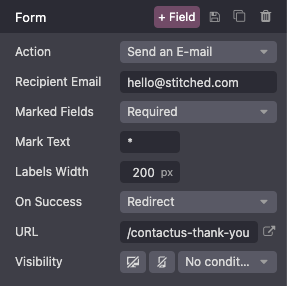 Form + Field
Action Send an E-mail
Recipient Email hello@stitched.com
Marked Fields Required
Mark Text *
Labels Width 200 px
On Success Redirect
URL /contactus-thank-you
Visibility No condit...